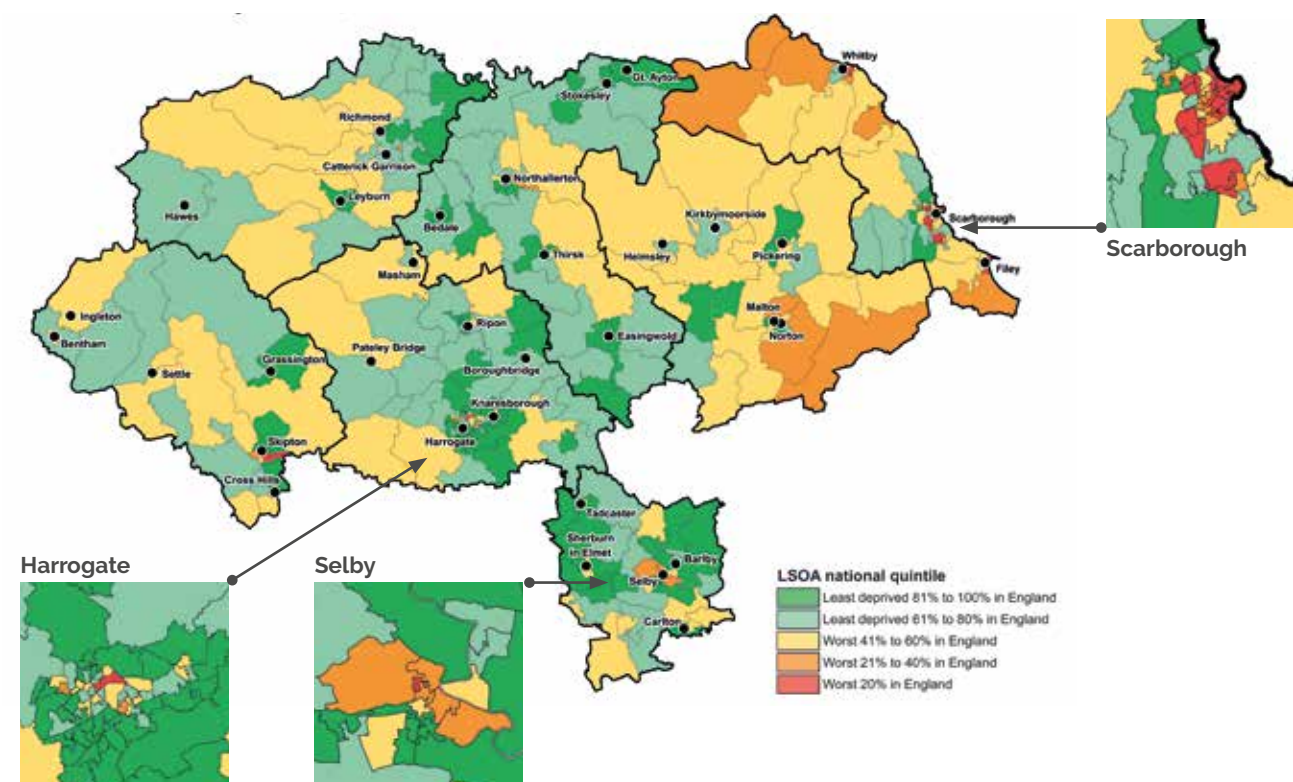 Whitby
Gt. Ayton
Stokesley
Richmond
Catterick Garrison
Northallerton
Leyburn
Hawes
Bedale
Kirkbymoorside
Scarborough
Scarborough
Thirsk
Helmsley
Pickering
Masham
Filey
Malton
Norton
Ingleton
Bentham
Ripon
Easingwold
Pateley Bridge
Grassington
Boroughbridge
Settle
Knaresborough
Harrogate
Skipton
Cross Hills
Tadcaster
Sherburn
in Elmet
Barlby
Selby
Carlton
Harrogate
Selby
LSOA national quintile
Least deprived 81% to 100% in England
Least deprived 61% to 80% in England
Worst 41% to 60% in England
Worst 21% to 40% in England
Worst 20% in England